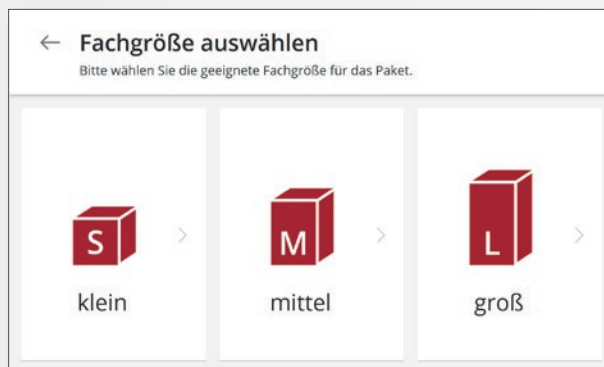 Fachgröße auswählen
Bitte wählen Sie die geeignete Fachgröße für das Paket.
S
M
L
klein
mittel
groß